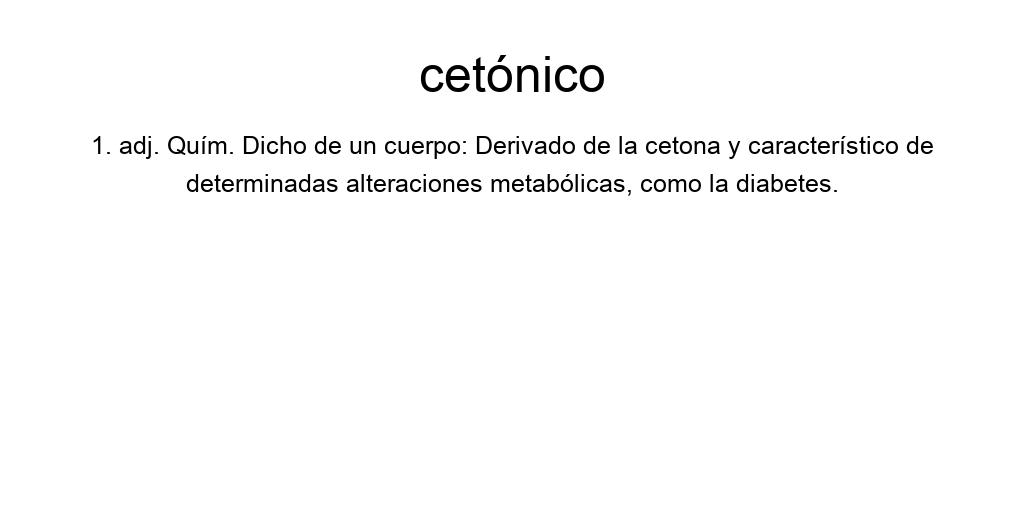 cetónico
1. adj. Quím. Dicho de un cuerpo: Derivado de la cetona y característico de
determinadas alteraciones metabólicas, como la diabetes.